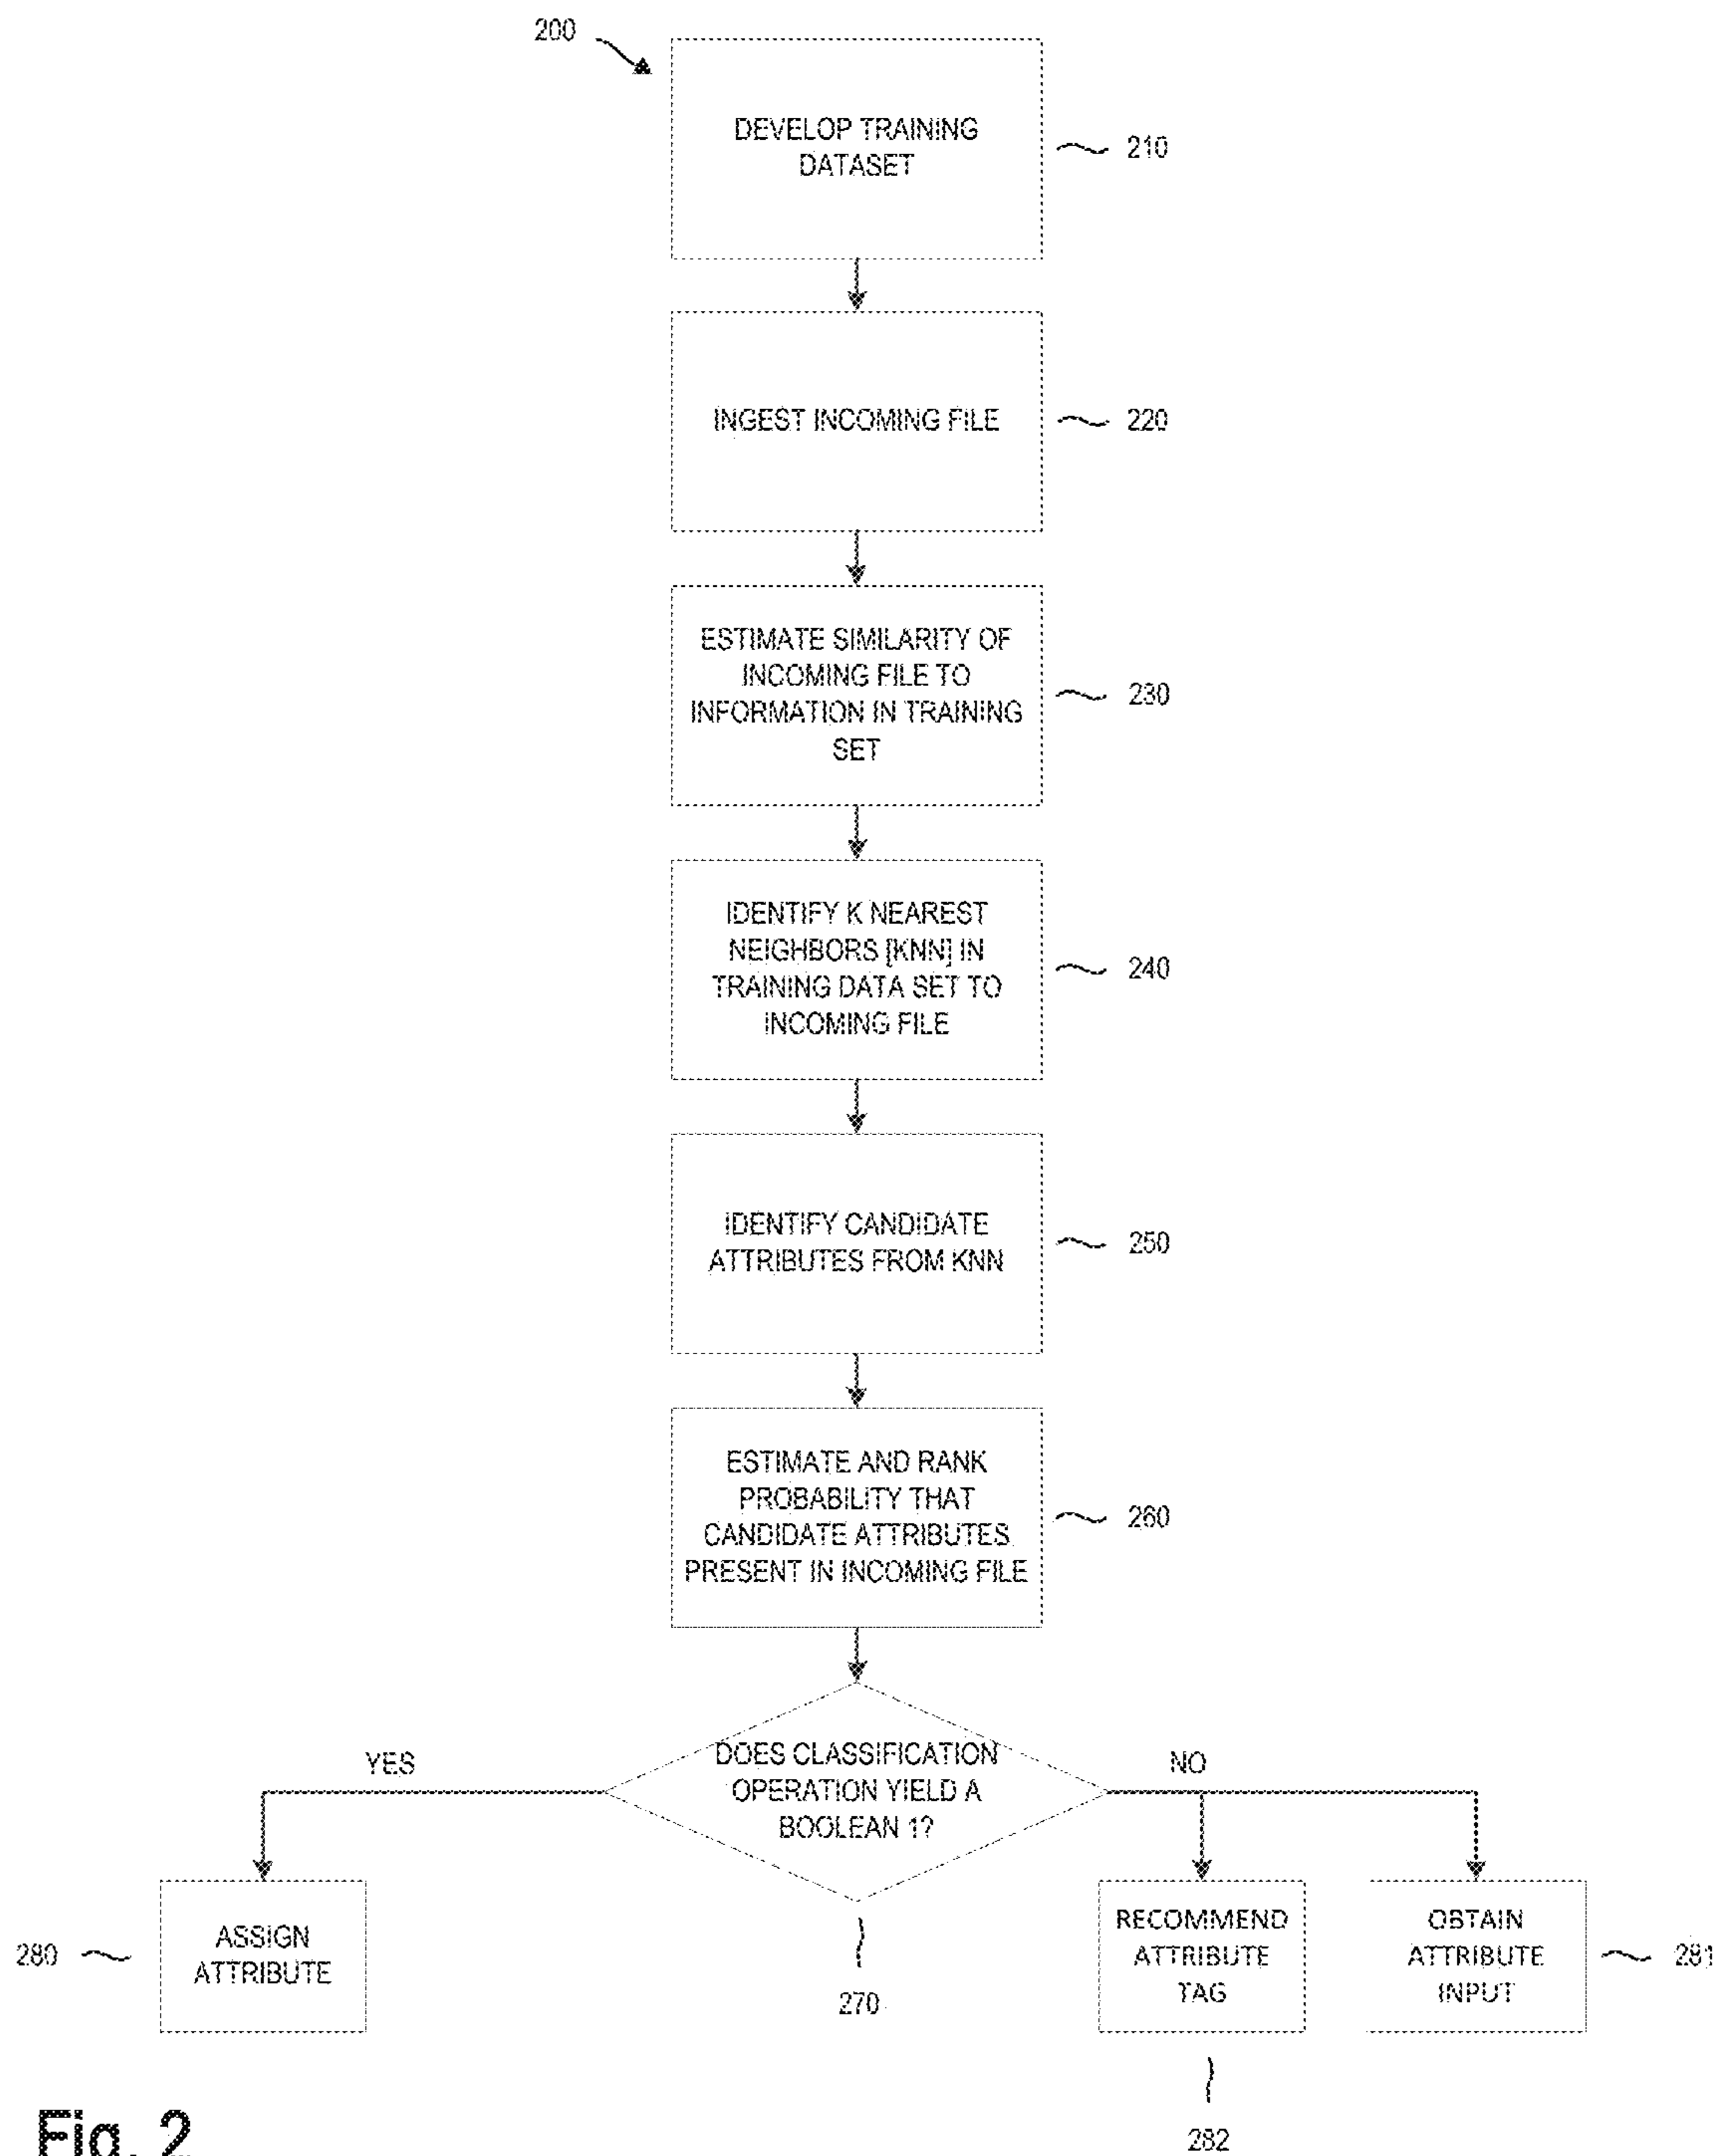 200
DEVELOP TRAINING
DATASET
210
INGEST INCOMING FILE
220
ESTIMATE SIMILARITY OF
INCOMING FILE TO
INFORMATION IN TRAINING
SET
230
IDENTIFY K NEAREST
NEIGHBORS [KNN] IN
TRAINING DATA SET TO
INCOMING FILE
240
IDENTIFY CANDIDATE
ATTRIBUTES FROM KNN
250
ESTIMATE AND RANK
PROBABILITY THAT
CANDIDATE ATTRIBUTES
PRESENT IN INCOMING FILE
260
YES
DOES CLASSIFICATION
OPERATION YIELD A
BOOLEAN 1?
NO
270
280
ASSIGN
ATTRIBUTE
RECOMMEND
ATTRIBUTE
TAG
282
OBTAIN
ATTRIBUTE
INPUT
281
Fig. 2